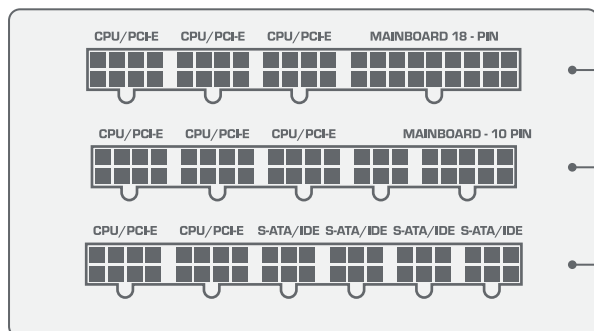 CPU/PCI-E CPU/PCI-E CPU/PCI-E MAINBOARD 18 - PIN
CPU/PCI-E CPU/PCI-E CPU/PCI-E MAINBOARD - 10 PIN
CPU/PCI-E CPU/PCI-E S-ATA/IDE S-ATA/IDE S-ATA/IDE S-ATA/IDE